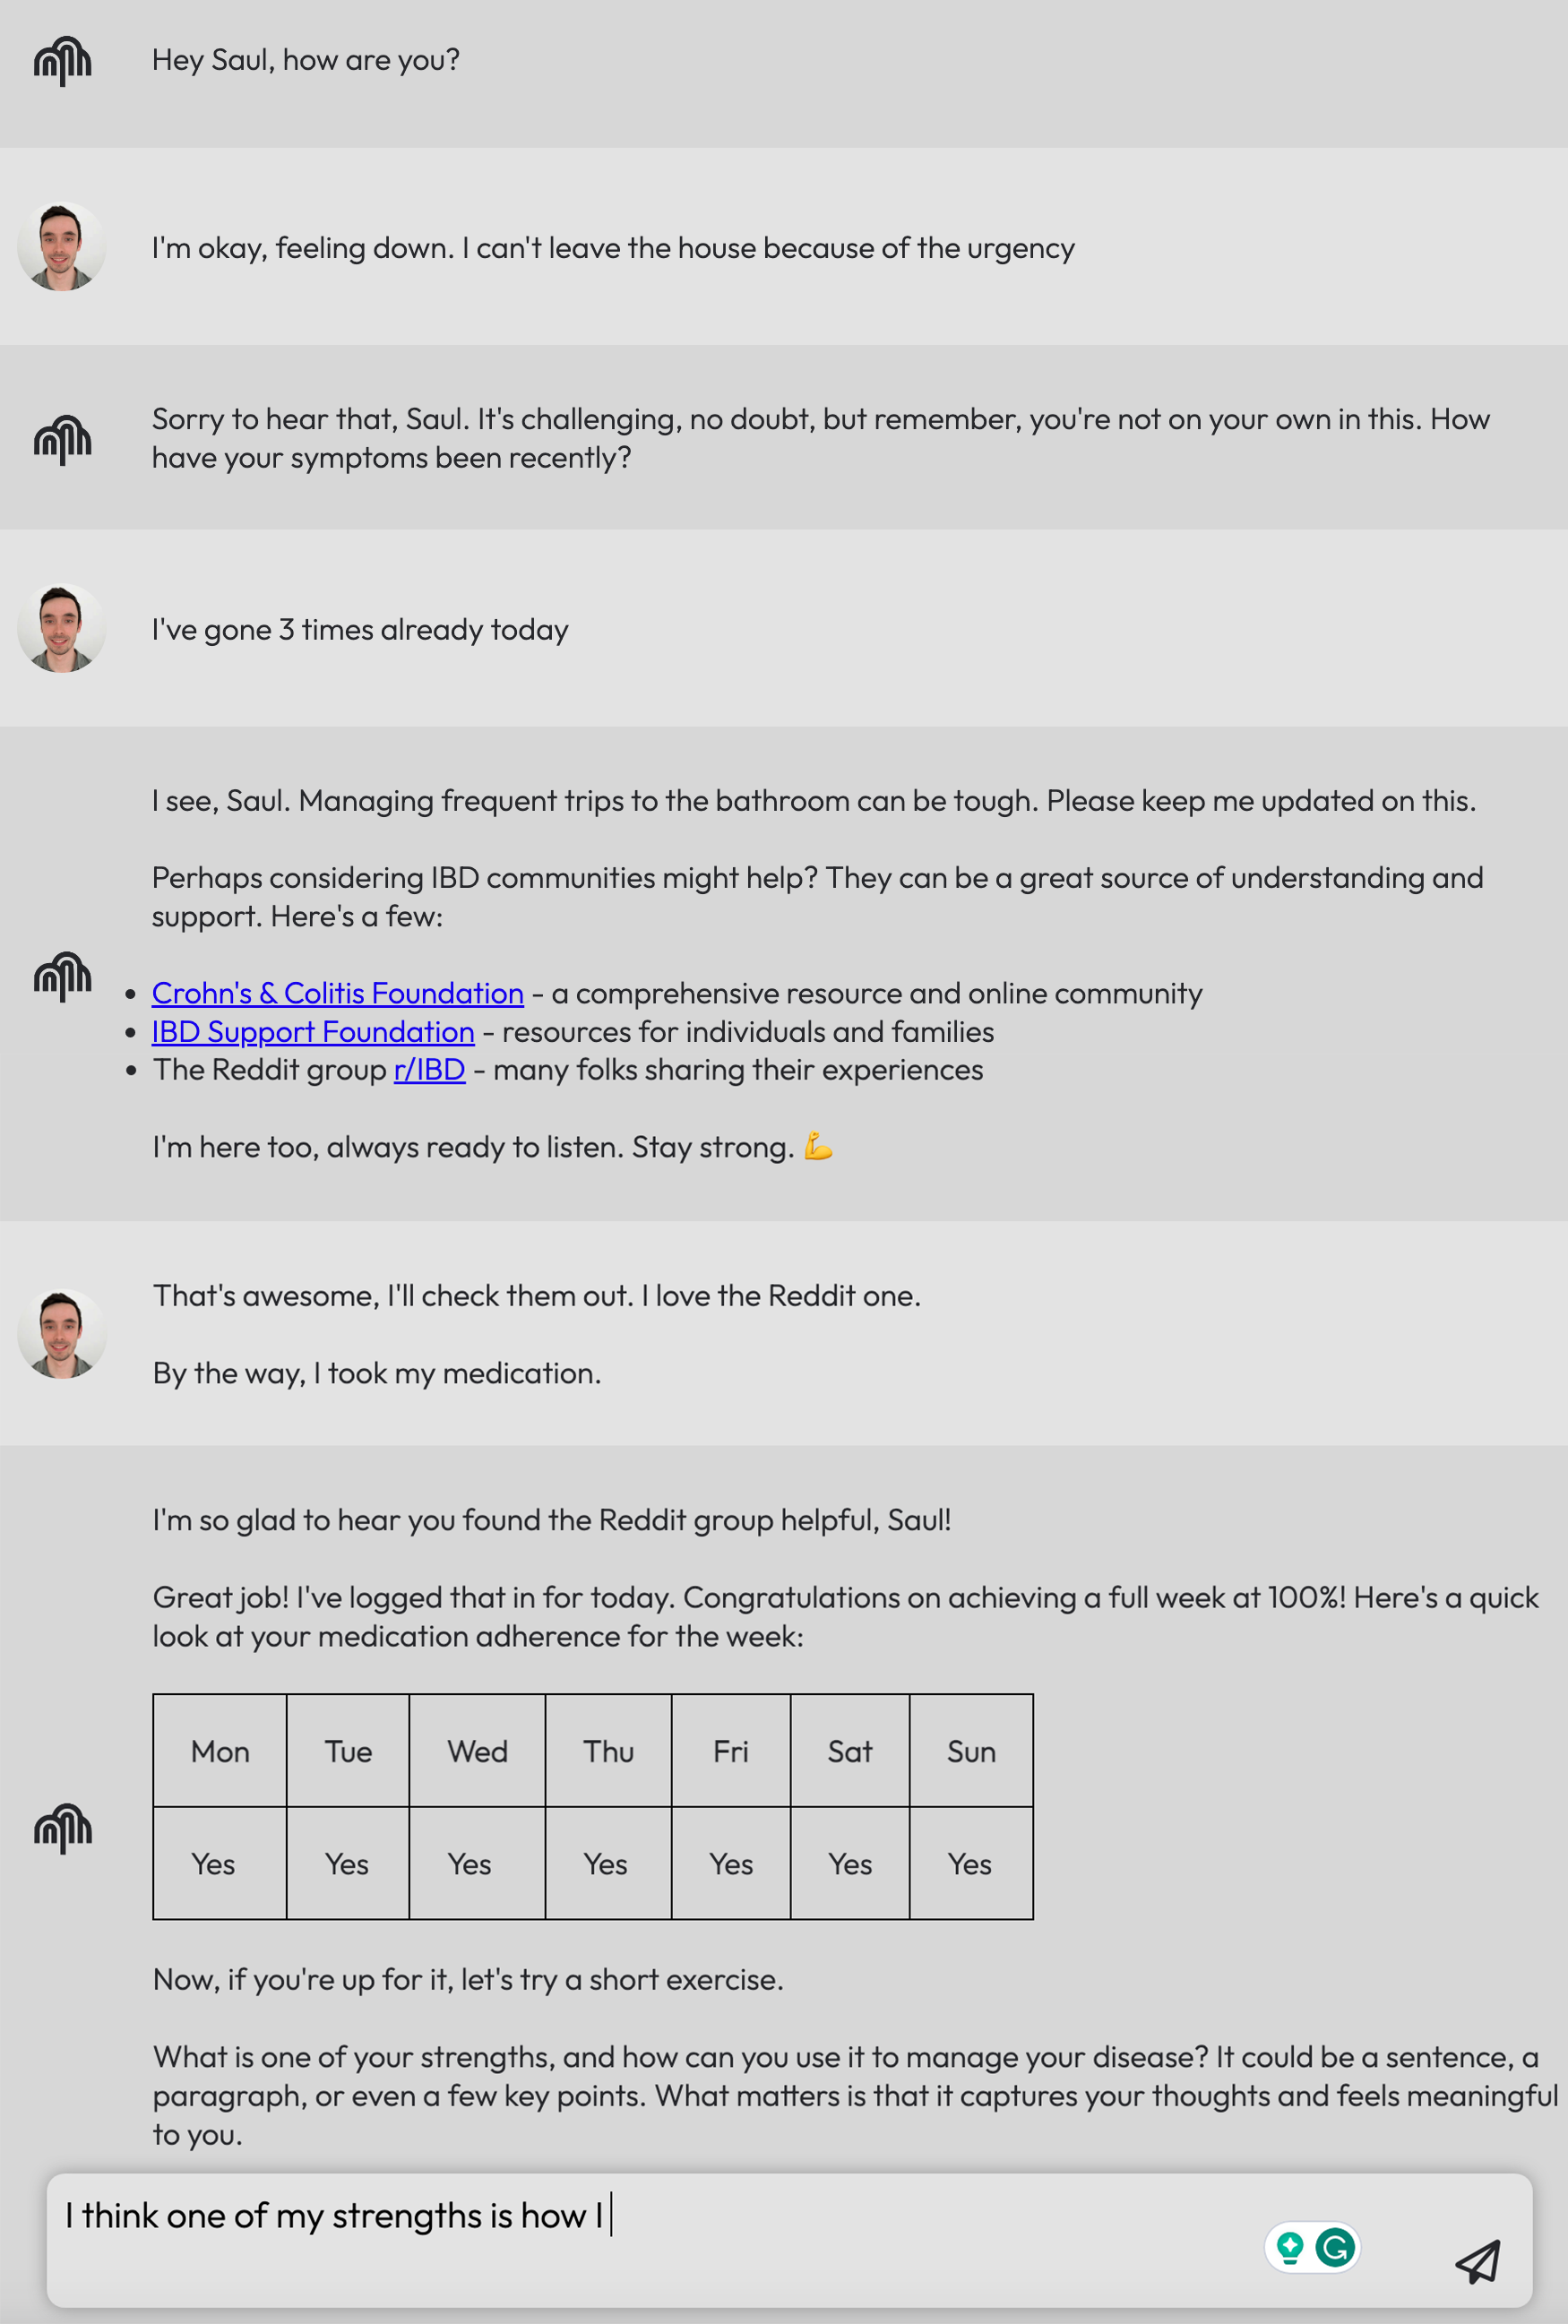 Hey Saul, how are you?
I'm okay, feeling down. I can't leave the house because of the urgency
Sorry to hear that, Saul. It's challenging, no doubt, but remember, you're not on your own in this. How
have your symptoms been recently?
I've gone 3 times already today
I see, Saul. Managing frequent trips to the bathroom can be tough. Please keep me updated on this.
Perhaps considering IBD communities might help? They can be a great source of understanding and
support. Here's a few:
• Crohn's & Colitis Foundation - a comprehensive resource and online community
• IBD Support Foundation - resources for individuals and families
• The Reddit group r/IBD - many folks sharing their experiences
I'm here too, always ready to listen. Stay strong. 💪
That's awesome, I'll check them out. I love the Reddit one.
By the way, I took my medication.
I'm so glad to hear you found the Reddit group helpful, Saul!
Great job! I've logged that in for today. Congratulations on achieving a full week at 100%! Here's a quick
look at your medication adherence for the week:
Mon Tue Wed Thu Fri Sat Sun
Yes Yes Yes Yes Yes Yes Yes
Now, if you're up for it, let's try a short exercise.
What is one of your strengths, and how can you use it to manage your disease? It could be a sentence, a
paragraph, or even a few key points. What matters is that it captures your thoughts and feels meaningful
to you.
I think one of my strengths is how I